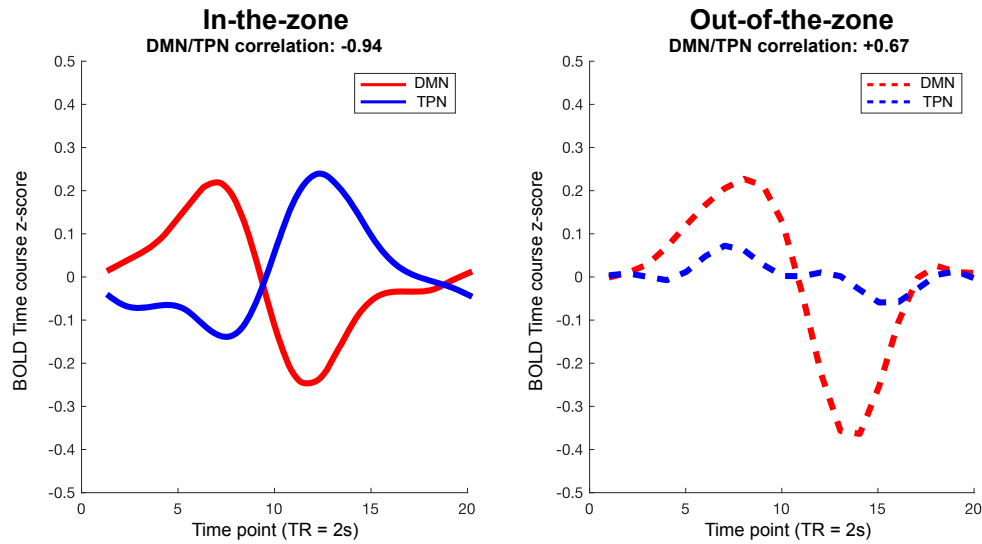 In-the-zone
DMN/TPN correlation: -0.94
DMN
TPN
0.5
0.4
0.3
0.2
0.1
0
-0.1
-0.2
-0.3
-0.4
-0.5
BOLD Time course z-score
0 5 10 15 20
Time point (TR = 2s)
Out-of-the-zone
DMN/TPN correlation: +0.67
DMN
TPN
0.5
0.4
0.3
0.2
0.1
0
-0.1
-0.2
-0.3
-0.4
-0.5
BOLD Time course z-score
0 5 10 15 20
Time point (TR = 2s)